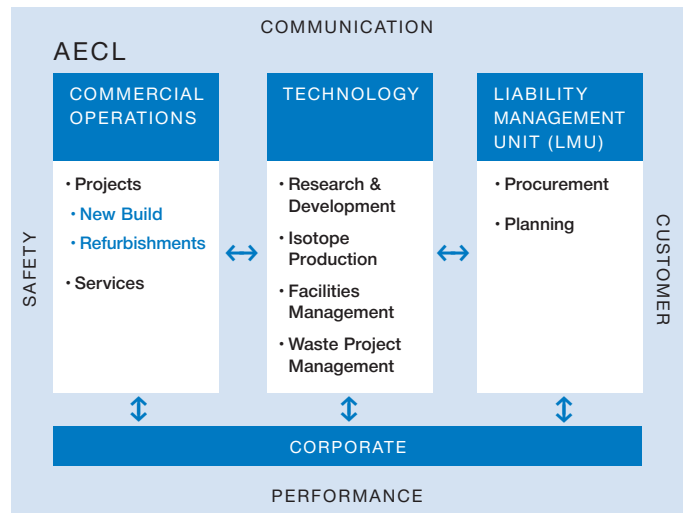 COMMUNICATION
AECL
COMMERCIAL
OPERATIONS
• Projects
• New Build
• Refurbishments
• Services
TECHNOLOGY
• Research &
Development
• Isotope
Production
• Facilities
Management
• Waste Project
Management
LIABILITY
MANAGEMENT
UNIT (LMU)
• Procurement
• Planning
SAFETY
CUSTOMER
CORPORATE
PERFORMANCE